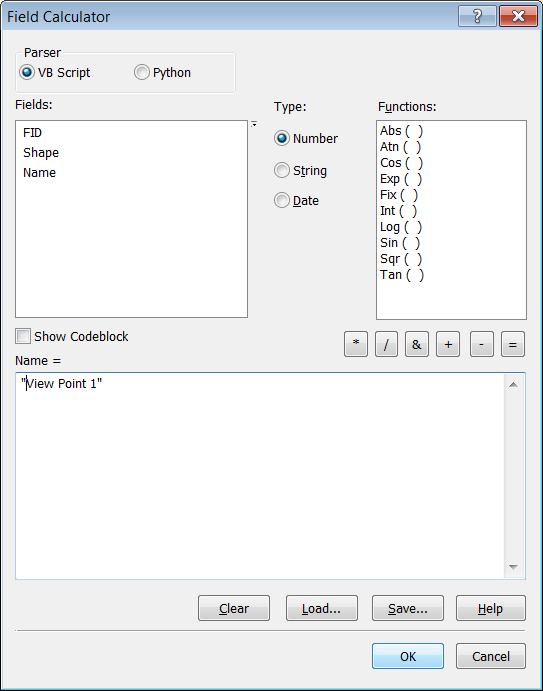 Field Calculator
Parser
VB Script Python
Fields: Type: Functions:
FID
Shape
Name
Number
String
Date
Abs ( )
Atn ( )
Cos ( )
Exp ( )
Fix ( )
Int ( )
Log ( )
Sin ( )
Sqr ( )
Tan ( )
Show Codeblock
* / & + - =
Name =
"View Point 1"
Clear Load... Save... Help
OK Cancel